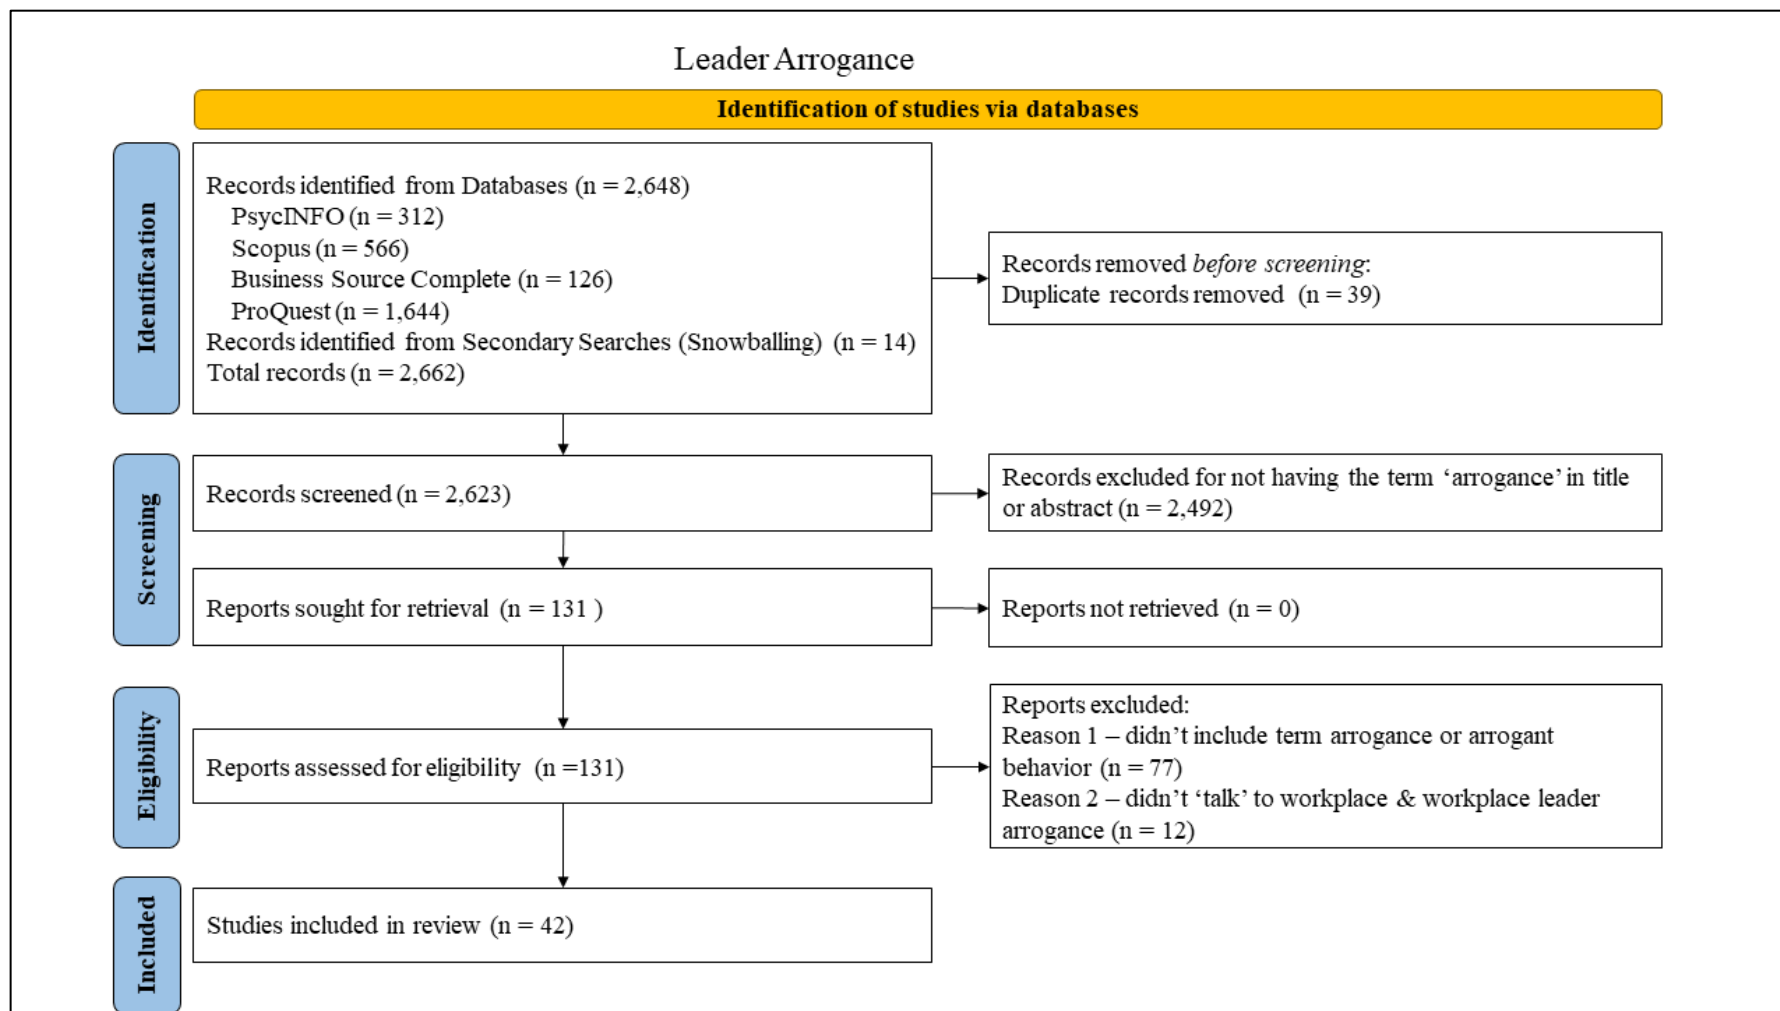 Leader Arrogance
Identification of studies via databases
Identification
Records identified from Databases (n = 2,648)
PsycINFO (n = 312)
Scopus (n = 566)
Business Source Complete (n = 126)
ProQuest (n = 1,644)
Records identified from Secondary Searches (Snowballing) (n = 14)
Total records (n = 2,662)
Records removed before screening:
Duplicate records removed (n = 39)
Screening
Records screened (n = 2,623)
Records excluded for not having the term ‘arrogance’ in title
or abstract (n = 2,492)
Reports sought for retrieval (n = 131 )
Reports not retrieved (n = 0)
Eligibility
Reports assessed for eligibility (n =131)
Reports excluded:
Reason 1 – didn’t include term arrogance or arrogant
behavior (n = 77)
Reason 2 – didn’t ‘talk’ to workplace & workplace leader
arrogance (n = 12)
Included
Studies included in review (n = 42)